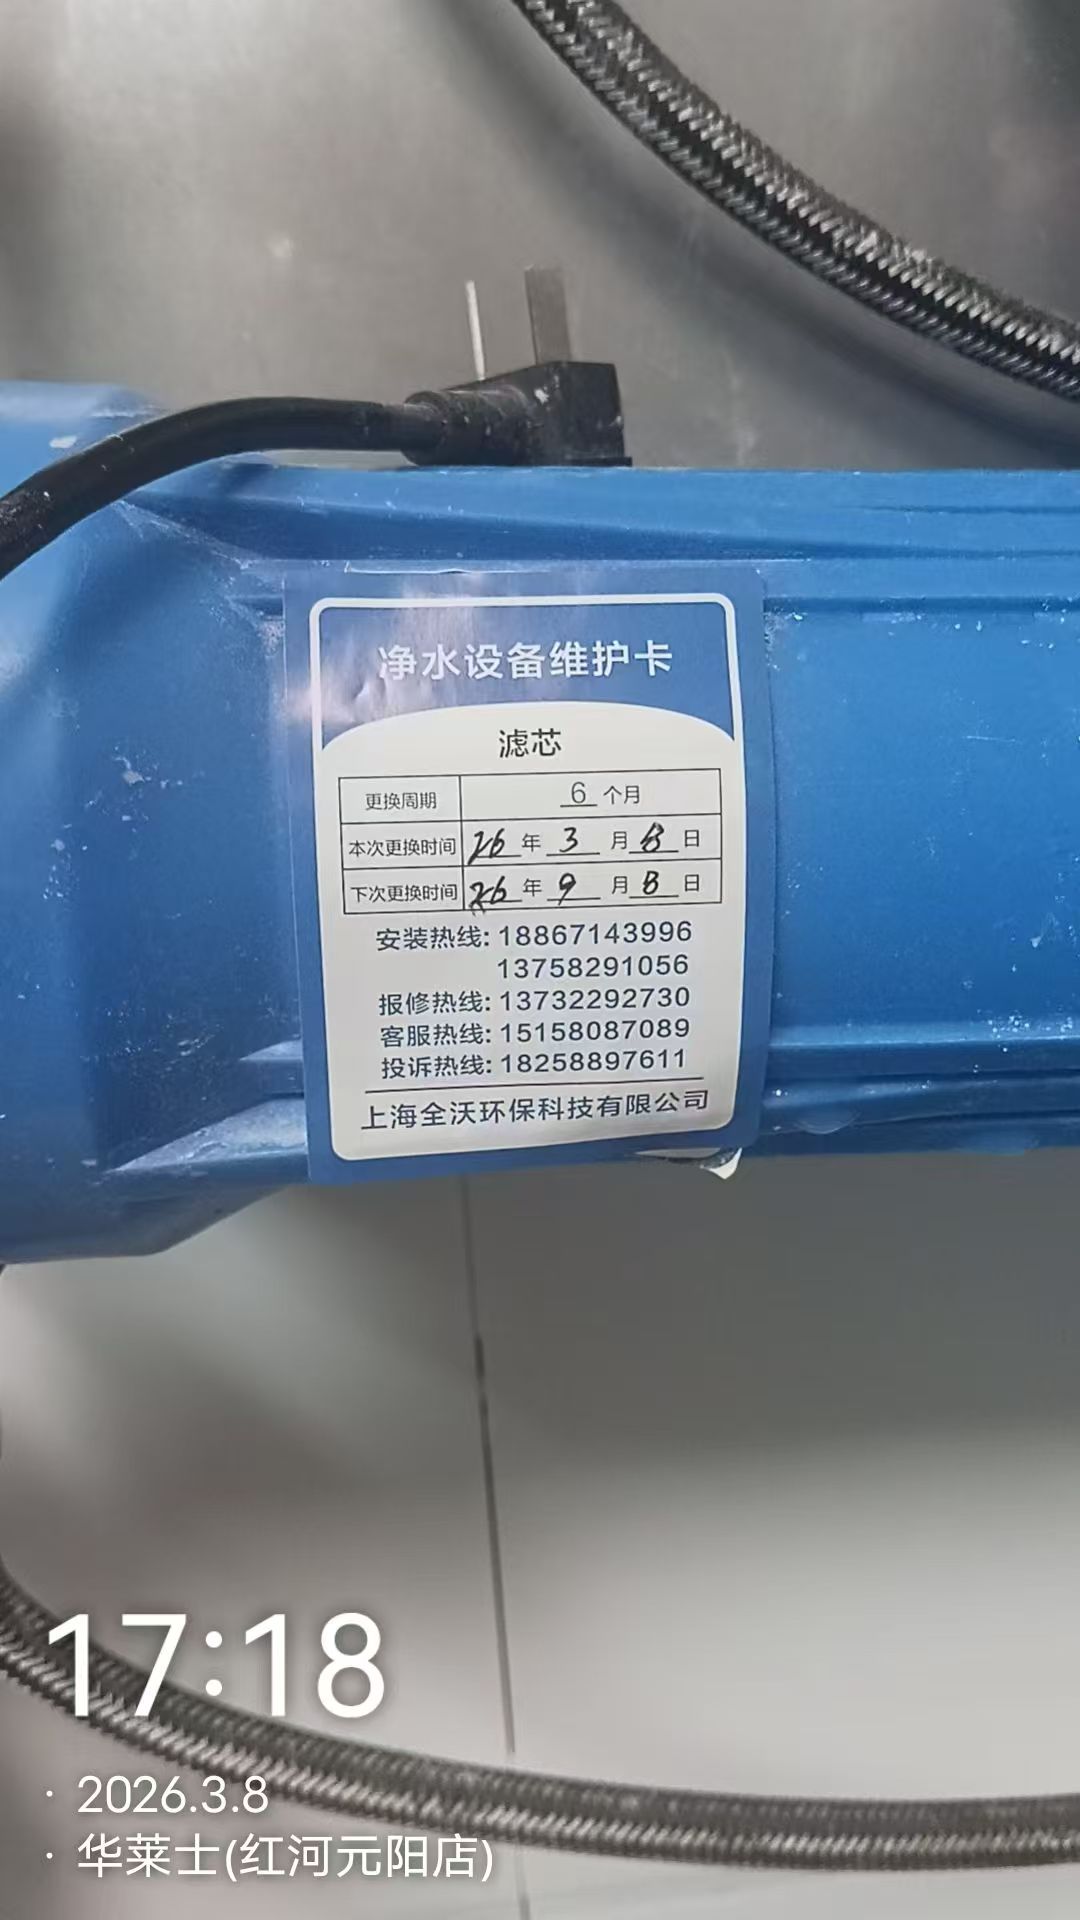 净水设备维护卡
滤芯
更换周期 6 个月
本次更换时间 26 年 3 月 8 日
下次更换时间 26 年 9 月 8 日
安装热线: 18867143996
13758291056
报修热线: 13732292730
客服热线: 15158087089
投诉热线: 18258897611
上海全沃环保科技有限公司
17:18
· 2026.3.8
· 华莱士(红河元阳店)